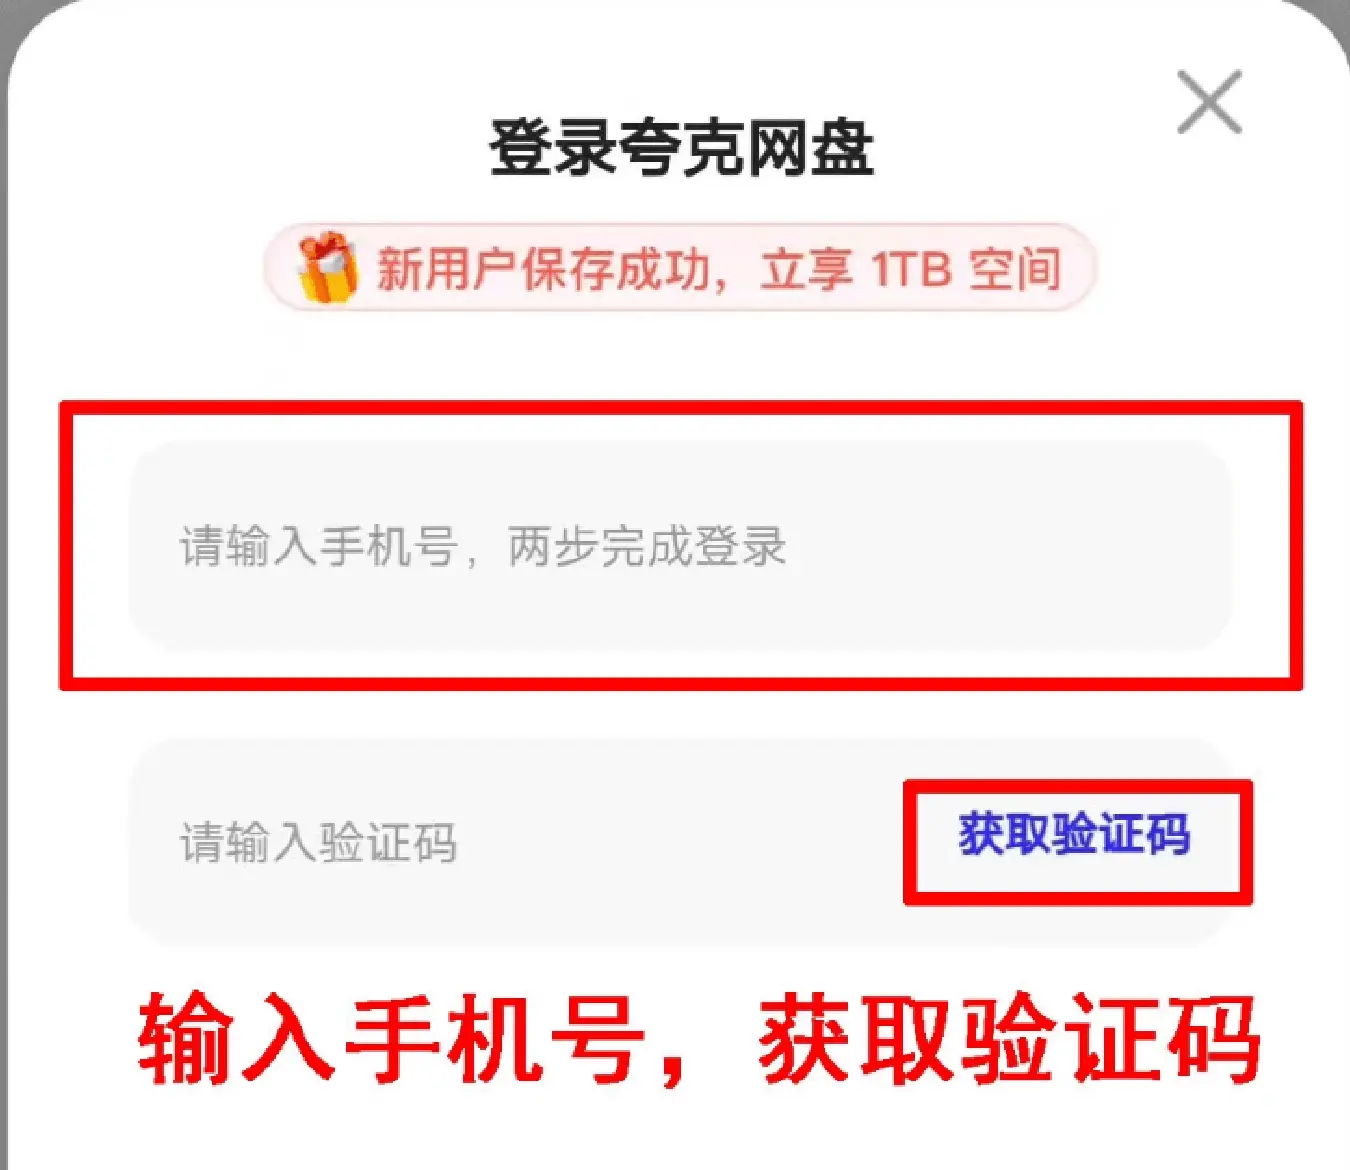 登录夸克网盘
新用户保存成功，立享 1TB 空间
请输入手机号，两步完成登录
请输入验证码
获取验证码
输入手机号，获取验证码